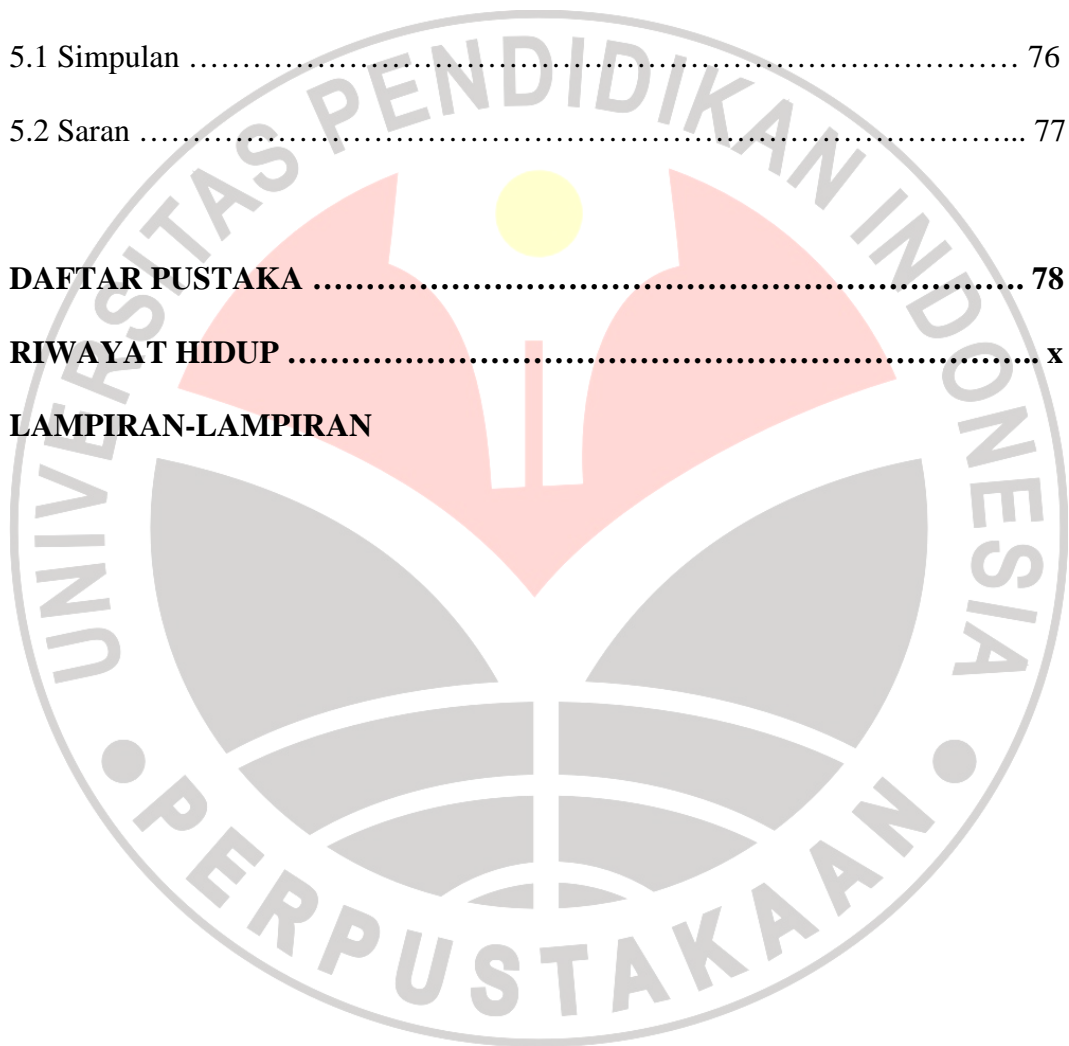 5.1 Simpulan ……………………………………………………………………… 76
5.2 Saran ………………………………………………………………………... 77
DAFTAR PUSTAKA …………………………………………………………. 78
RIWAYAT HIDUP …………………………………………………………….. x
LAMPIRAN-LAMPIRAN
UNIVERSITAS PENDIDIKAN INDONESIA
PERPUSTAKAAN